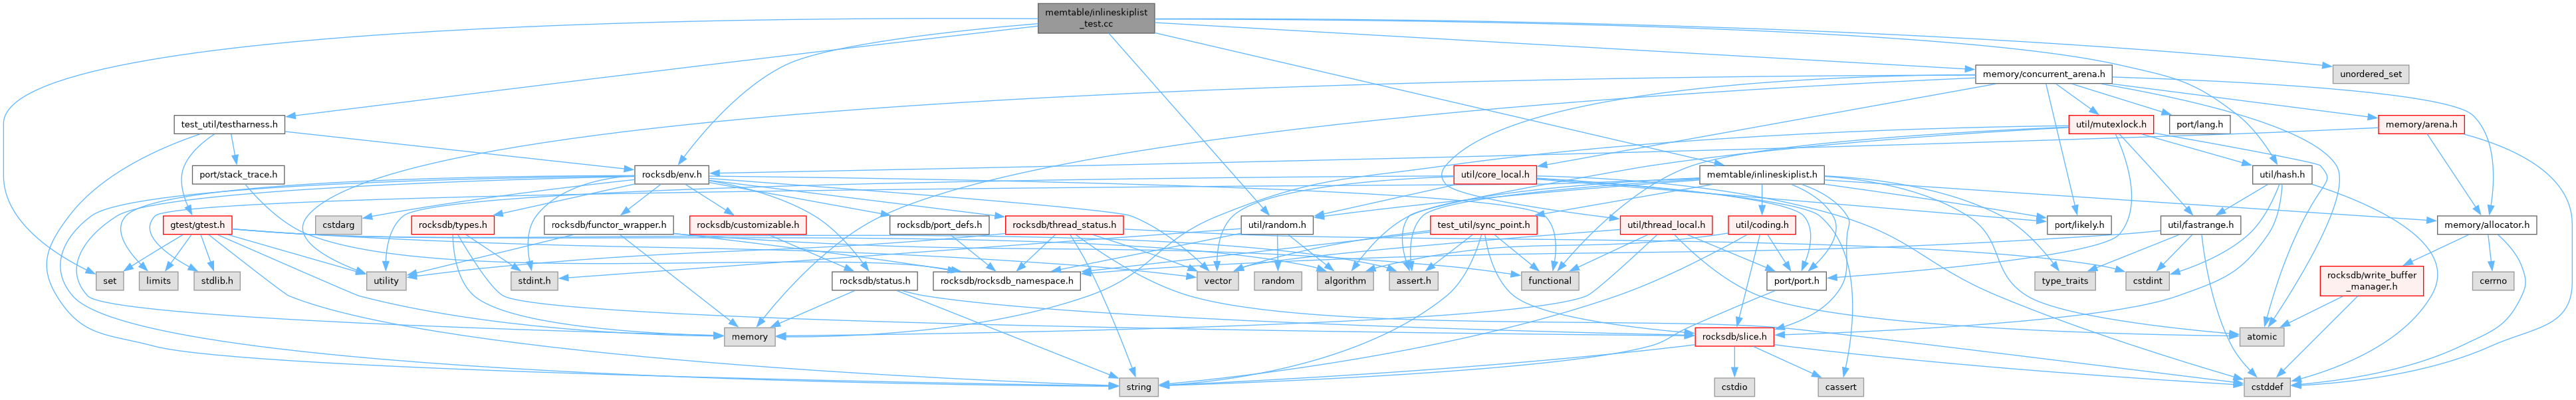 memtable/inlineskiplist
_test.cc
memory/concurrent_arena.h
unordered_set
test_util/testharness.h
util/mutexlock.h
port/lang.h
memory/arena.h
port/stack_trace.h
rocksdb/env.h
util/core_local.h
memtable/inlineskiplist.h
util/hash.h
gtest/gtest.h
cstdarg
rocksdb/types.h
rocksdb/functor_wrapper.h
rocksdb/customizable.h
rocksdb/port_defs.h
rocksdb/thread_status.h
util/random.h
test_util/sync_point.h
util/thread_local.h
util/coding.h
port/likely.h
util/fastrange.h
memory/allocator.h
set
limits
stdlib.h
utility
stdint.h
rocksdb/status.h
rocksdb/rocksdb_namespace.h
vector
random
algorithm
assert.h
functional
port/port.h
type_traits
cstdint
rocksdb/write_buffer
_manager.h
cerrno
memory
rocksdb/slice.h
atomic
string
cstdio
cassert
cstddef